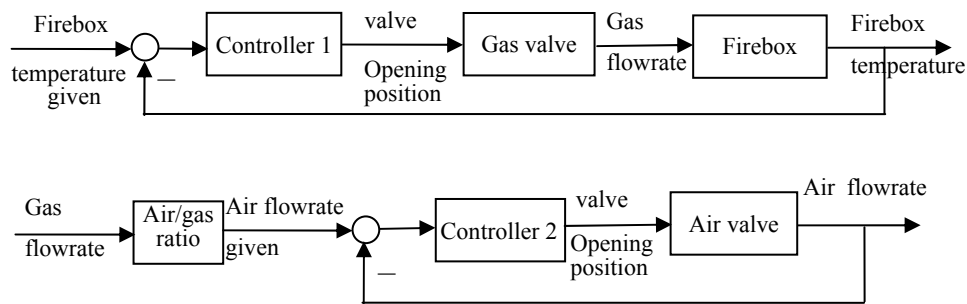 Firebox
temperature
given
—
Controller 1
valve
Opening
position
Gas valve
Gas
flowrate
Firebox
Firebox
temperature
Gas
flowrate
Air/gas
ratio
Air flowrate
given
—
Controller 2
valve
Opening
position
Air valve
Air flowrate